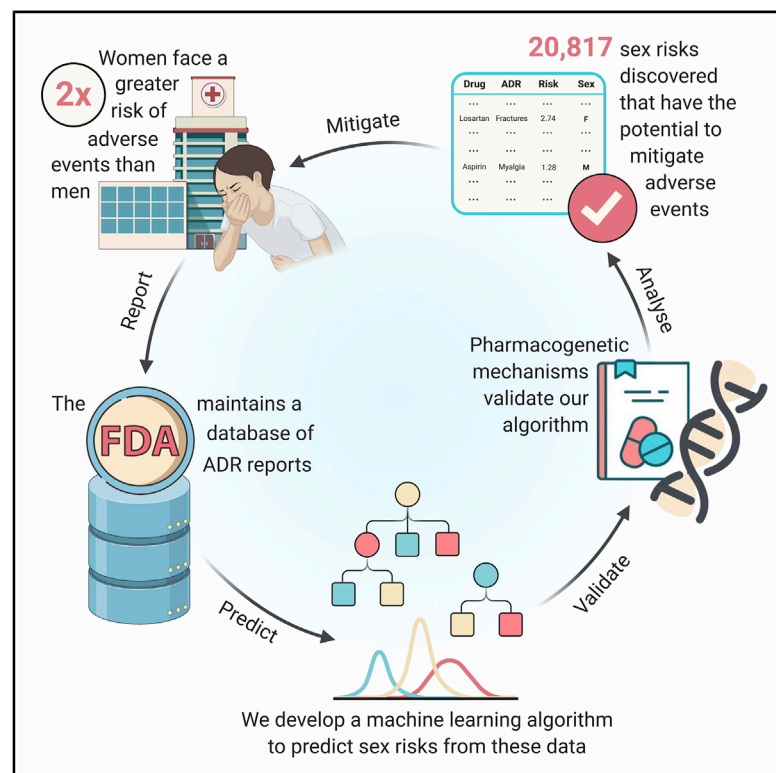 Women face a
2x
greater
risk of
adverse
events than
men
Mitigate
20,817 sex risks
discovered
that have the
potential to
mitigate
adverse
events
Drug ADR Risk Sex
... ... ... ...
Losartan Fractures 2.74 F
... ... ... ...
... ... ... ...
Aspirin Myalgia 1.28 M
... ... ... ...
... ... ... ...
Report
Analyse
Pharmacogenetic
mechanisms
validate our
algorithm
The FDA maintains a
database of
ADR reports
Predict
Validate
We develop a machine learning algorithm
to predict sex risks from these data